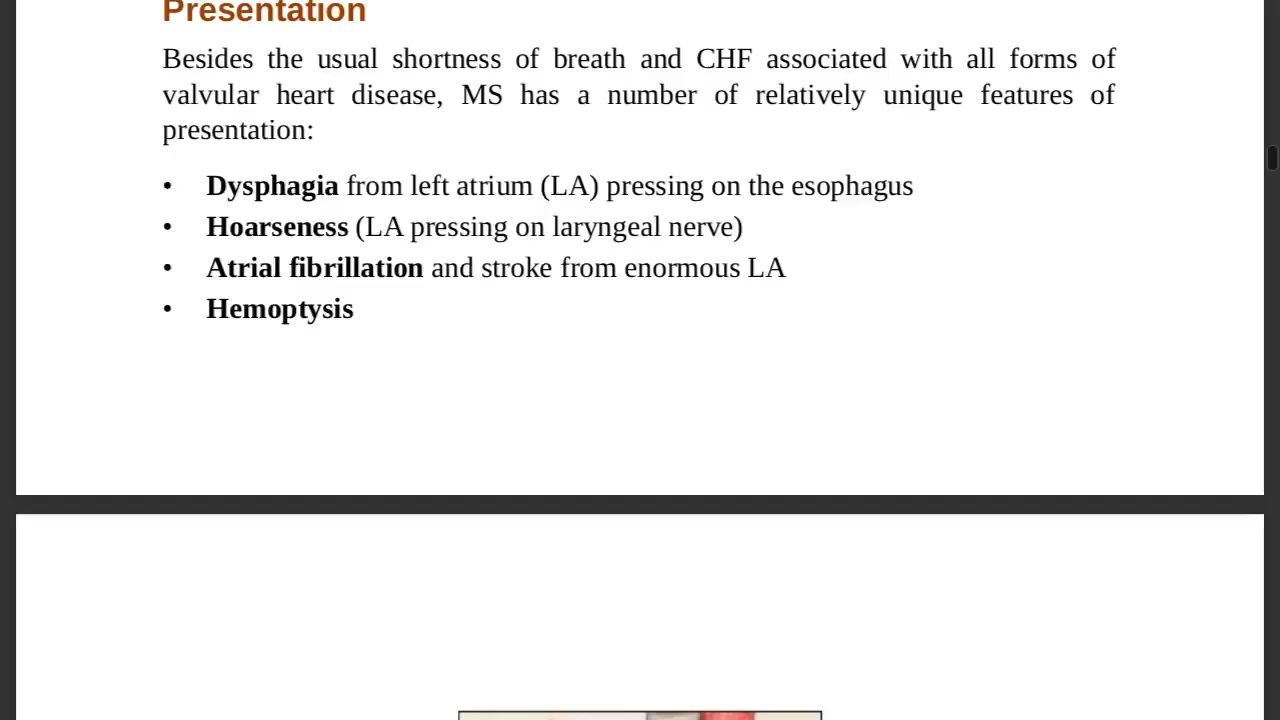 Presentation
Besides the usual shortness of breath and CHF associated with all forms of
valvular heart disease, MS has a number of relatively unique features of
presentation:
• Dysphagia from left atrium (LA) pressing on the esophagus
• Hoarseness (LA pressing on laryngeal nerve)
• Atrial fibrillation and stroke from enormous LA
• Hemoptysis